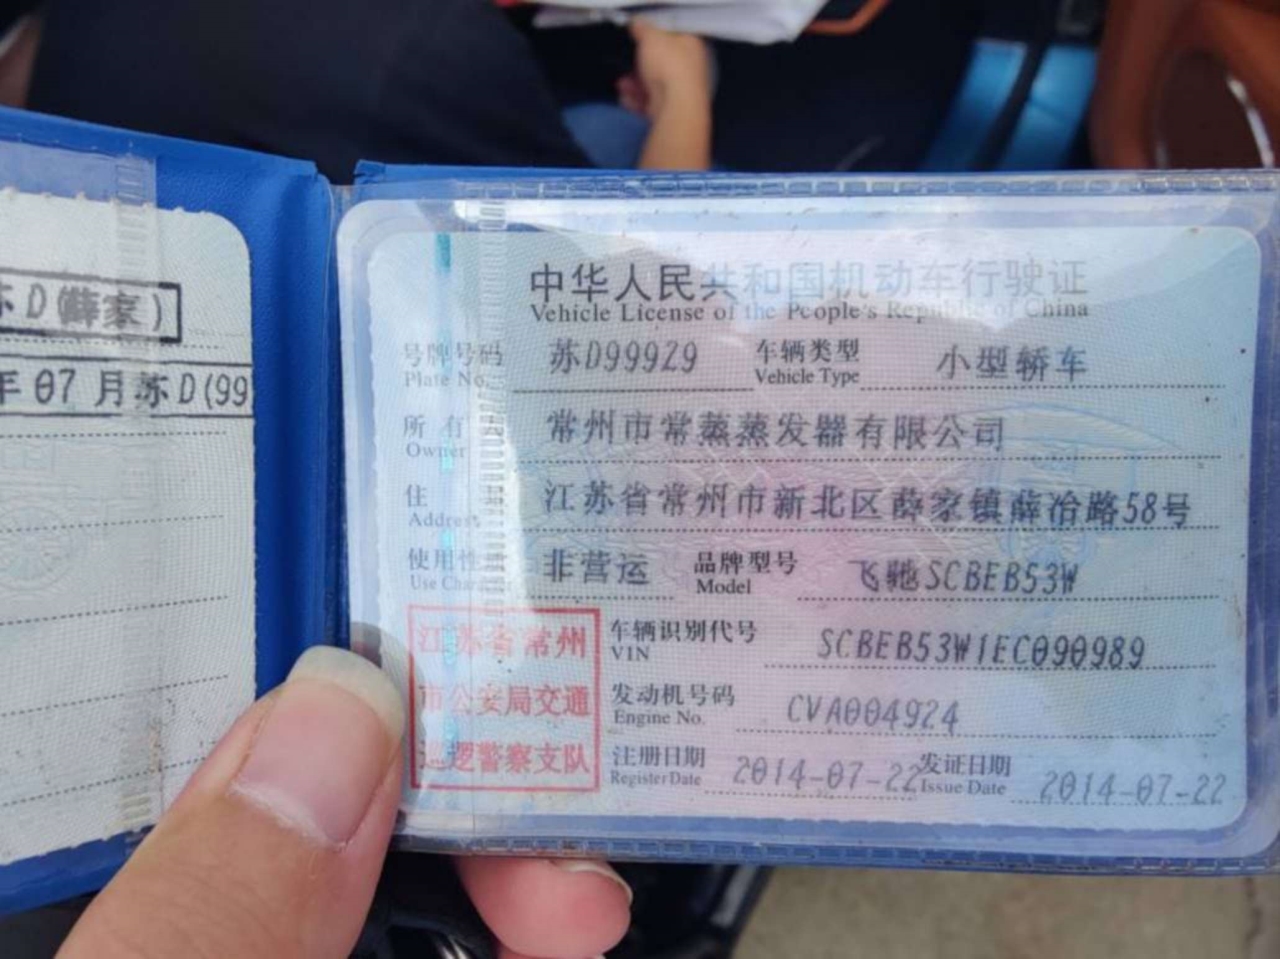 苏D(薛家)
年07月苏D(99
中华人民共和国机动车行驶证
Vehicle License of the People's Republic of China
号牌号码 苏D999Z9 车辆类型 小型轿车
Plate No. Vehicle Type
所有 常州市常蒸蒸发器有限公司
Owner
住 江苏省常州市新北区薛家镇薛冶路58号
Address
使用性 非营运 品牌型号 飞驰SCBEB53W
Use Model
江苏省常州
市公安局交通
巡逻警察支队
车辆识别代号 SCBEB53W1EC090989
VIN
发动机号码 CVA004924
Engine No.
注册日期 2014-07-22 发证日期 2014-07-22
Register Date Issue Date